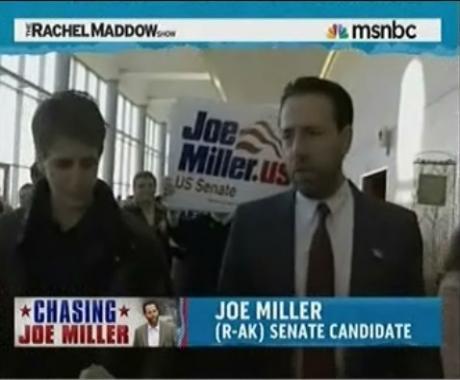 THE RACHEL MADDOW SHOW
msnbc
Joe
Miller.us
US Senate
CHASING
JOE MILLER
JOE MILLER
(R-AK) SENATE CANDIDATE